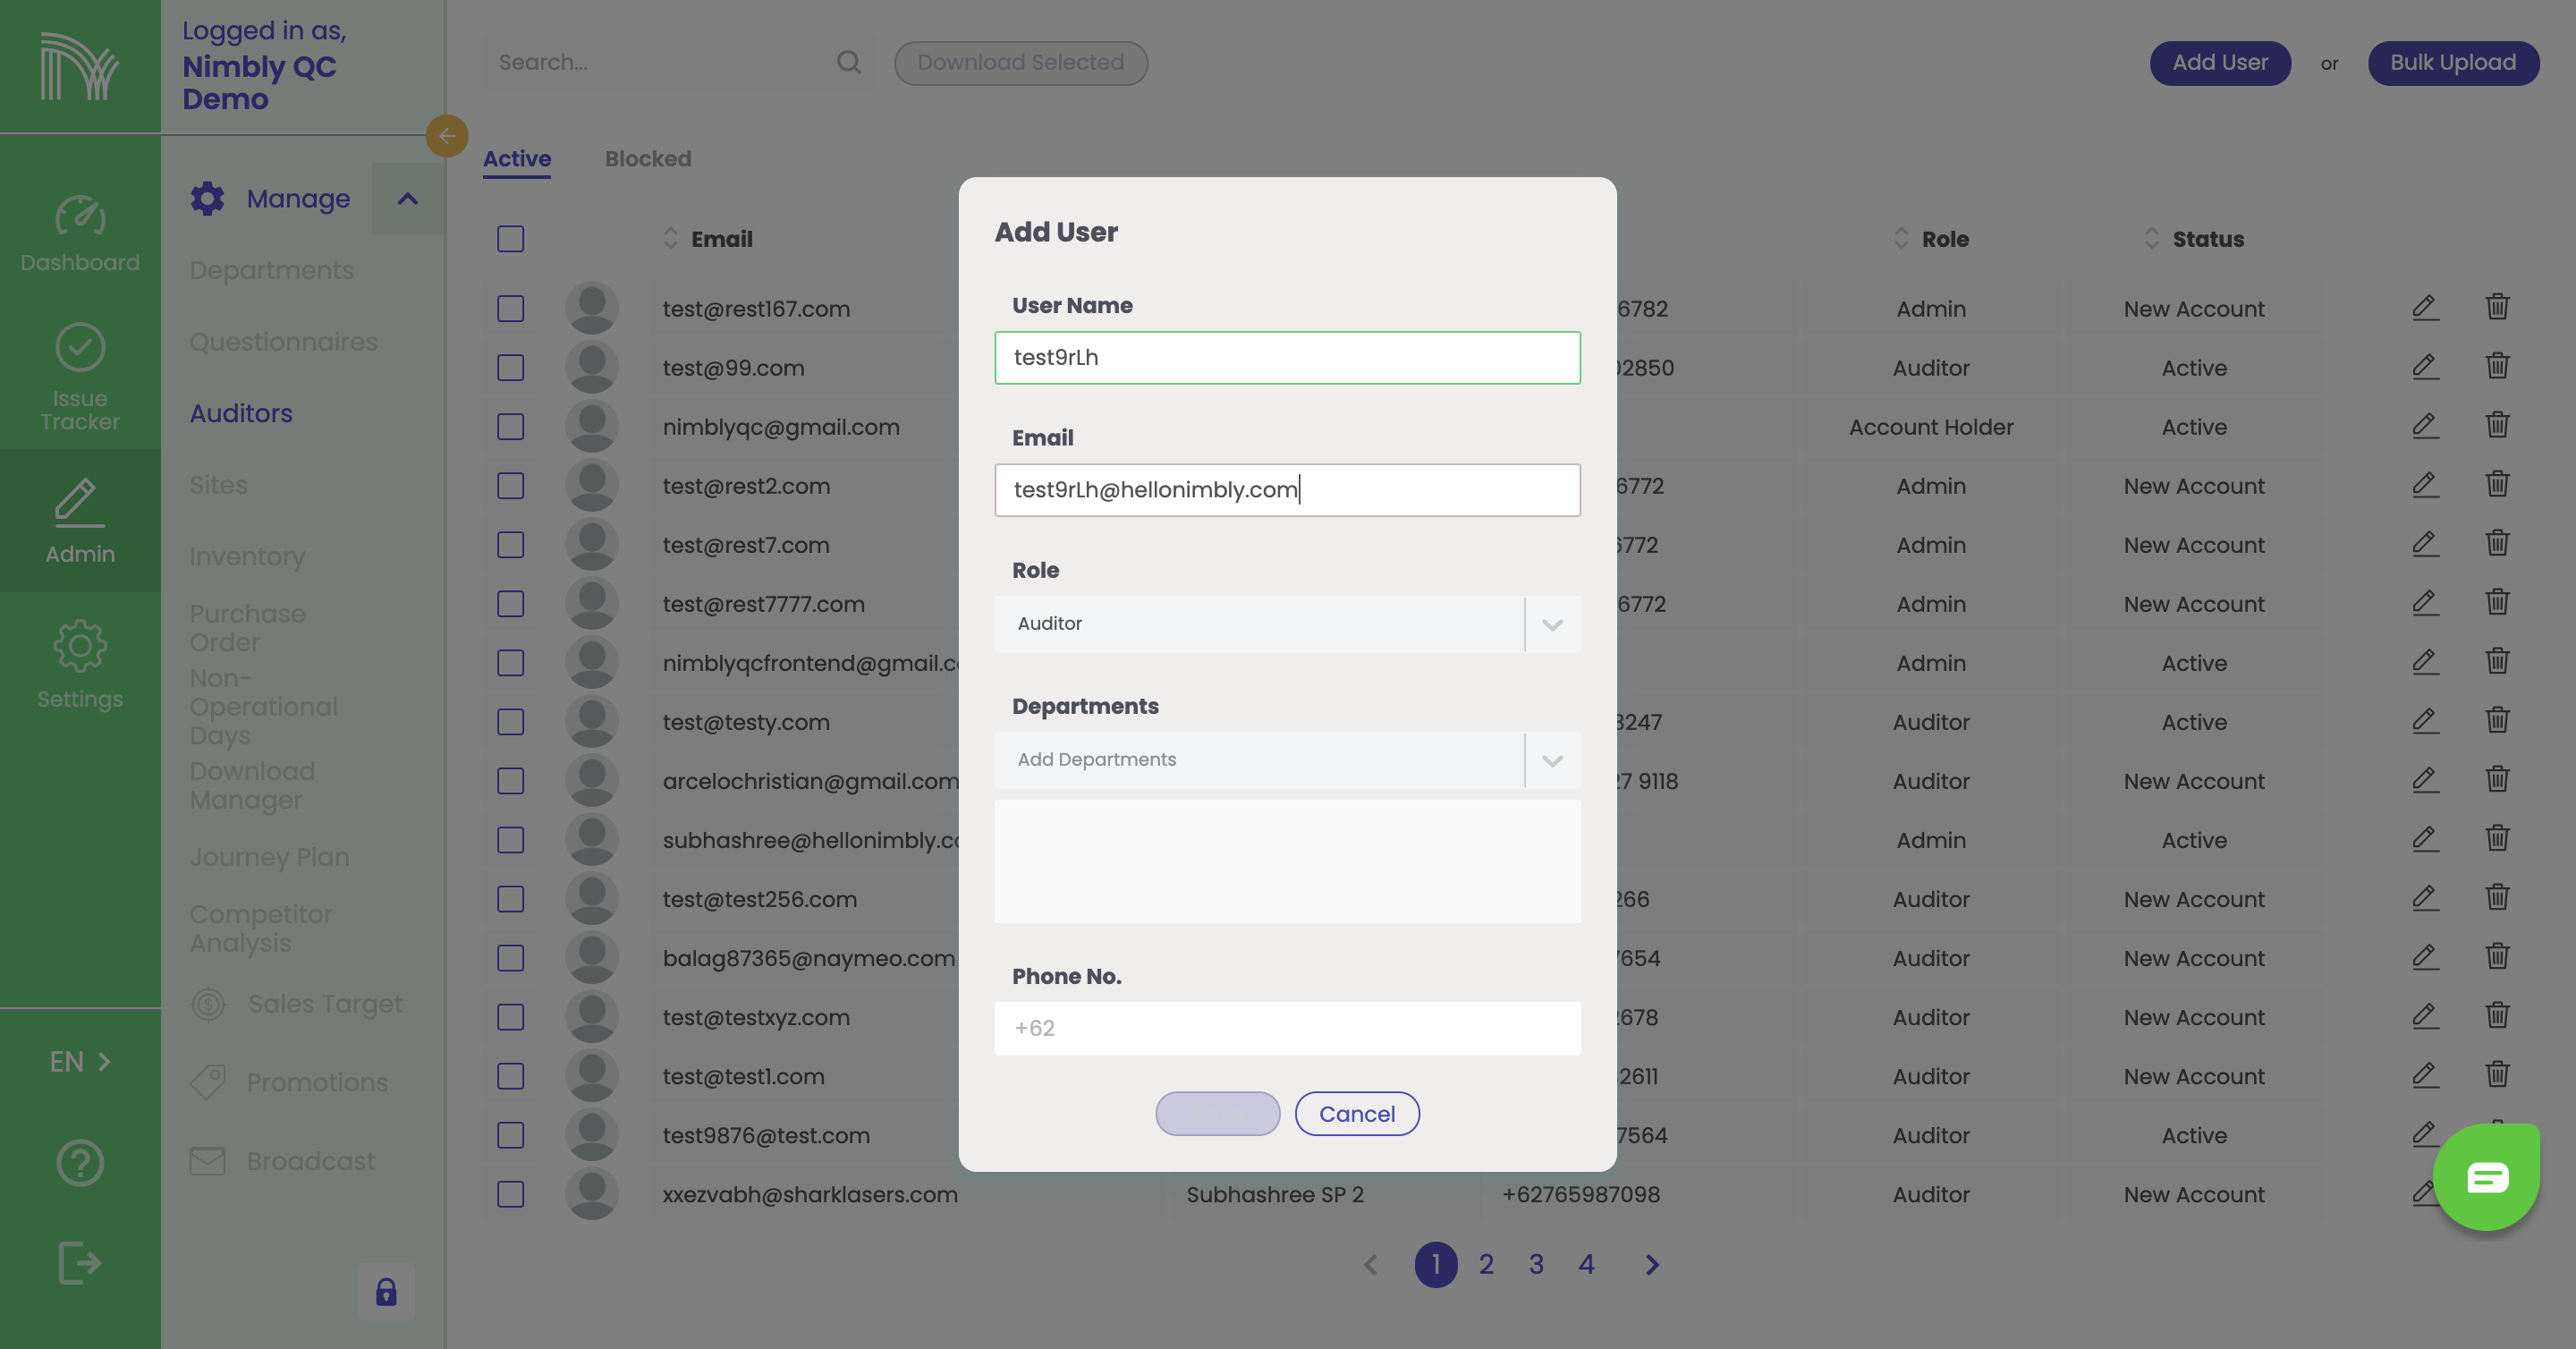 Logged in as,
Nimbly QC
Demo
Dashboard
Issue
Tracker
Admin
Settings
EN
Manage
Departments
Questionnaires
Auditors
Sites
Inventory
Purchase
Order
Non-
Operational
Days
Download
Manager
Journey Plan
Competitor
Analysis
Sales Target
Promotions
Broadcast
Search...
Download Selected
Add User
or
Bulk Upload
Active
Blocked
Email
Role
Status
test@rest167.com
6782
Admin
New Account
test@99.com
02850
Auditor
Active
nimblyqc@gmail.com
Account Holder
Active
test@rest2.com
6772
Admin
New Account
test@rest7.com
6772
Admin
New Account
test@rest7777.com
6772
Admin
New Account
nimblyqcfrontend@gmail.c
Admin
Active
test@testy.com
3247
Auditor
Active
arcelochristian@gmail.com
27 9118
Auditor
New Account
subhashree@hellonimbly.c
Admin
Active
test@test256.com
266
Auditor
New Account
balag87365@naymeo.com
7654
Auditor
New Account
test@testxyz.com
2678
Auditor
New Account
test@test1.com
2611
Auditor
New Account
test9876@test.com
7564
Auditor
Active
xxezvabh@sharklasers.com
Subhashree SP 2
+62765987098
Auditor
New Account
1
2
3
4
Add User
User Name
test9rLh
Email
test9rLh@hellonimbly.com
Role
Auditor
Departments
Add Departments
Phone No.
+62
Cancel